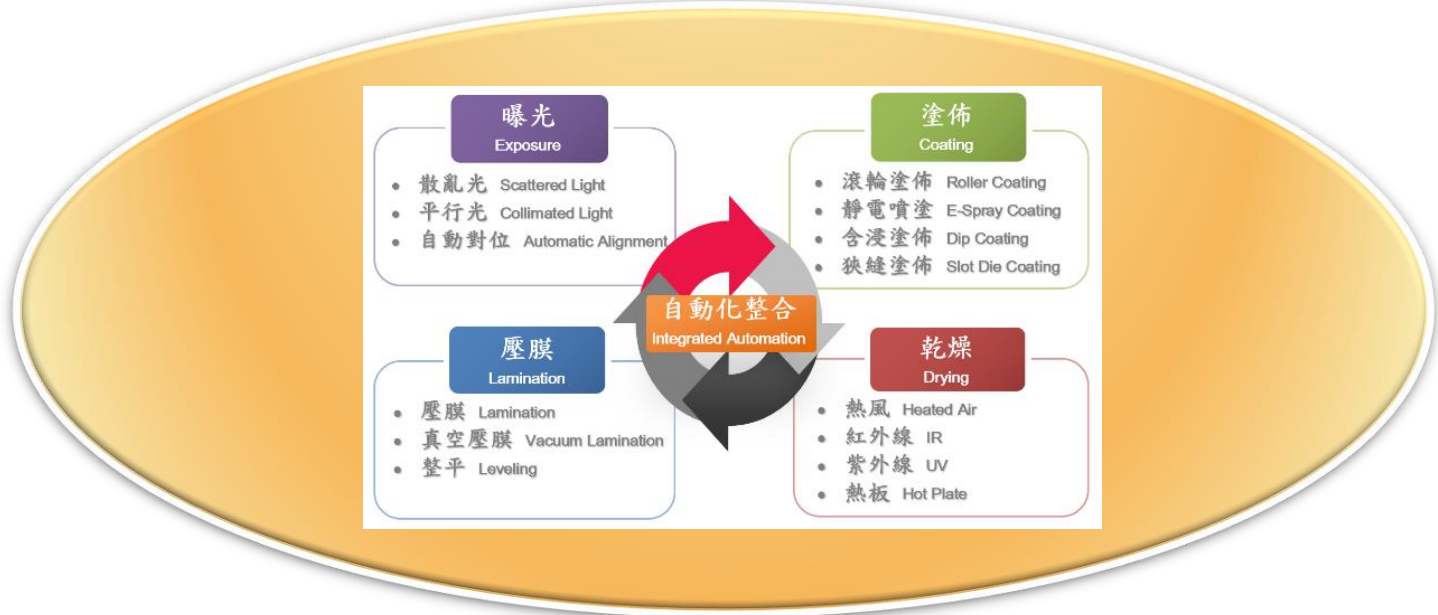 曝光
Exposure
散亂光 Scattered Light
平行光 Collimated Light
自動對位 Automatic Alignment
塗佈
Coating
滾輪塗佈 Roller Coating
靜電噴塗 E-Spray Coating
含浸塗佈 Dip Coating
狹縫塗佈 Slot Die Coating
自動化整合
Integrated Automation
壓膜
Lamination
壓膜 Lamination
真空壓膜 Vacuum Lamination
整平 Leveling
乾燥
Drying
熱風 Heated Air
紅外線 IR
紫外線 UV
熱板 Hot Plate